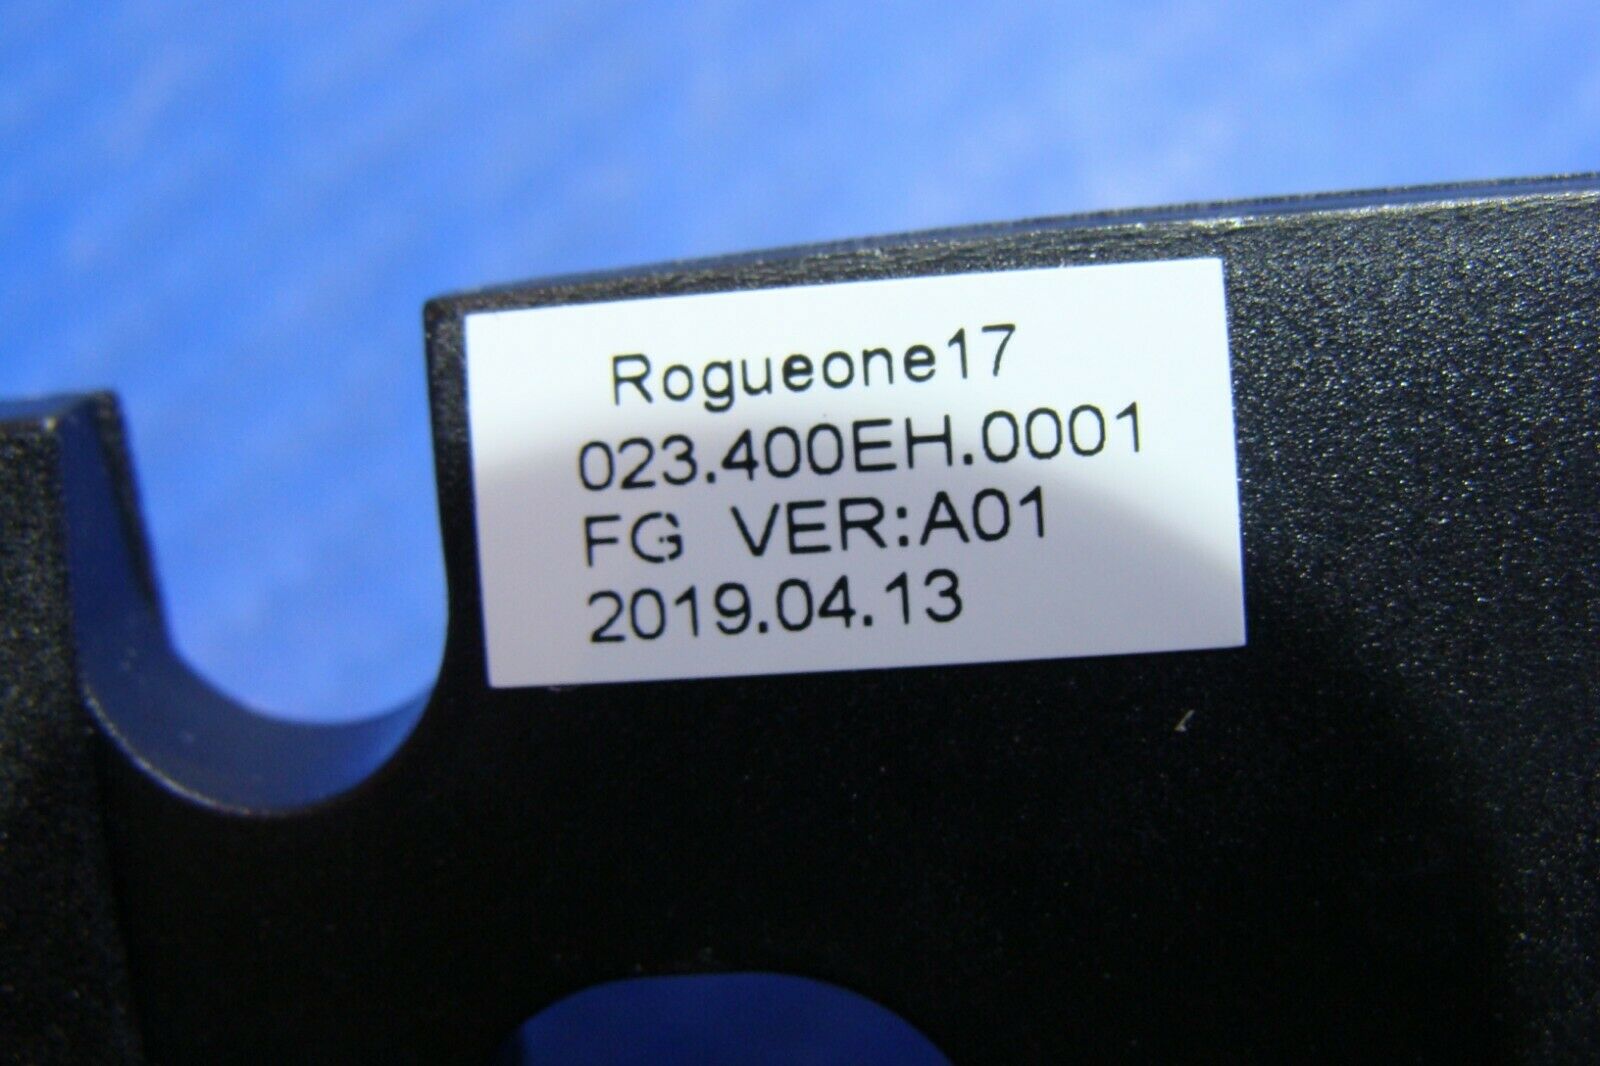 Rogueone17
023.400EH.0001
FG VER:A01
2019.04.13